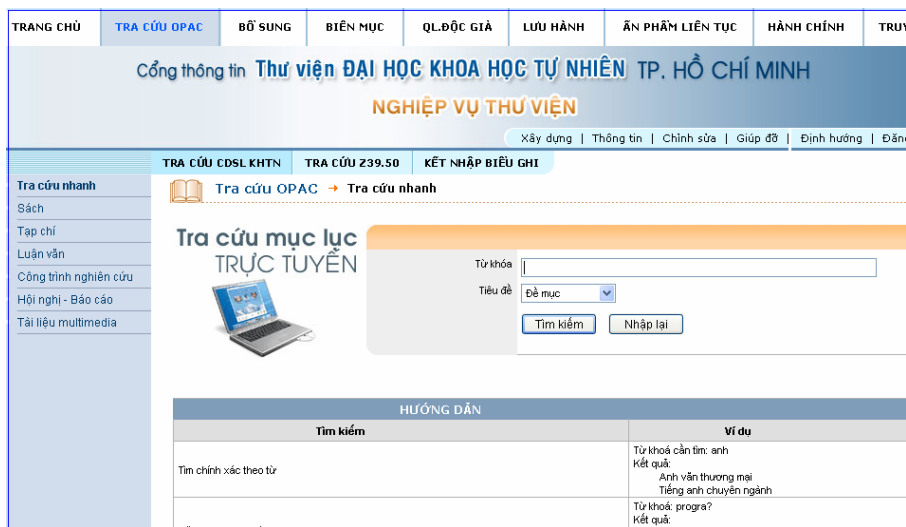 TRANG CHỦ TRA CỨU OPAC BỔ SUNG BIÊN MỤC QL.ĐỘC GIẢ LƯU HÀNH ẤN PHẨM LIÊN TỤC HÀNH CHÍNH TRUY
Cổng thông tin Thư viện ĐẠI HỌC KHOA HỌC TỰ NHIÊN TP. HỒ CHÍ MINH
NGHIỆP VỤ THƯ VIỆN
Xây dựng | Thông tin | Chỉnh sửa | Giúp đỡ | Định hướng | Đăn
TRA CỨU CDSL KHTN TRA CỨU Z39.50 KẾT NHẬP BIỂU GHI
Tra cứu nhanh
Sách
Tạp chí
Luận văn
Công trình nghiên cứu
Hội nghị - Báo cáo
Tài liệu multimedia
Tra cứu OPAC → Tra cứu nhanh
Tra cứu mục lục
TRỰC TUYẾN
Từ khóa
Tiêu đề Đề mục
Tìm kiếm Nhập lại
HƯỚNG DẪN
Tìm kiếm Ví dụ
Tìm chính xác theo từ
Từ khoá cần tìm: anh
Kết quả:
Anh văn thương mại
Tiếng anh chuyên ngành
Từ khoá: progra?
Kết quả: